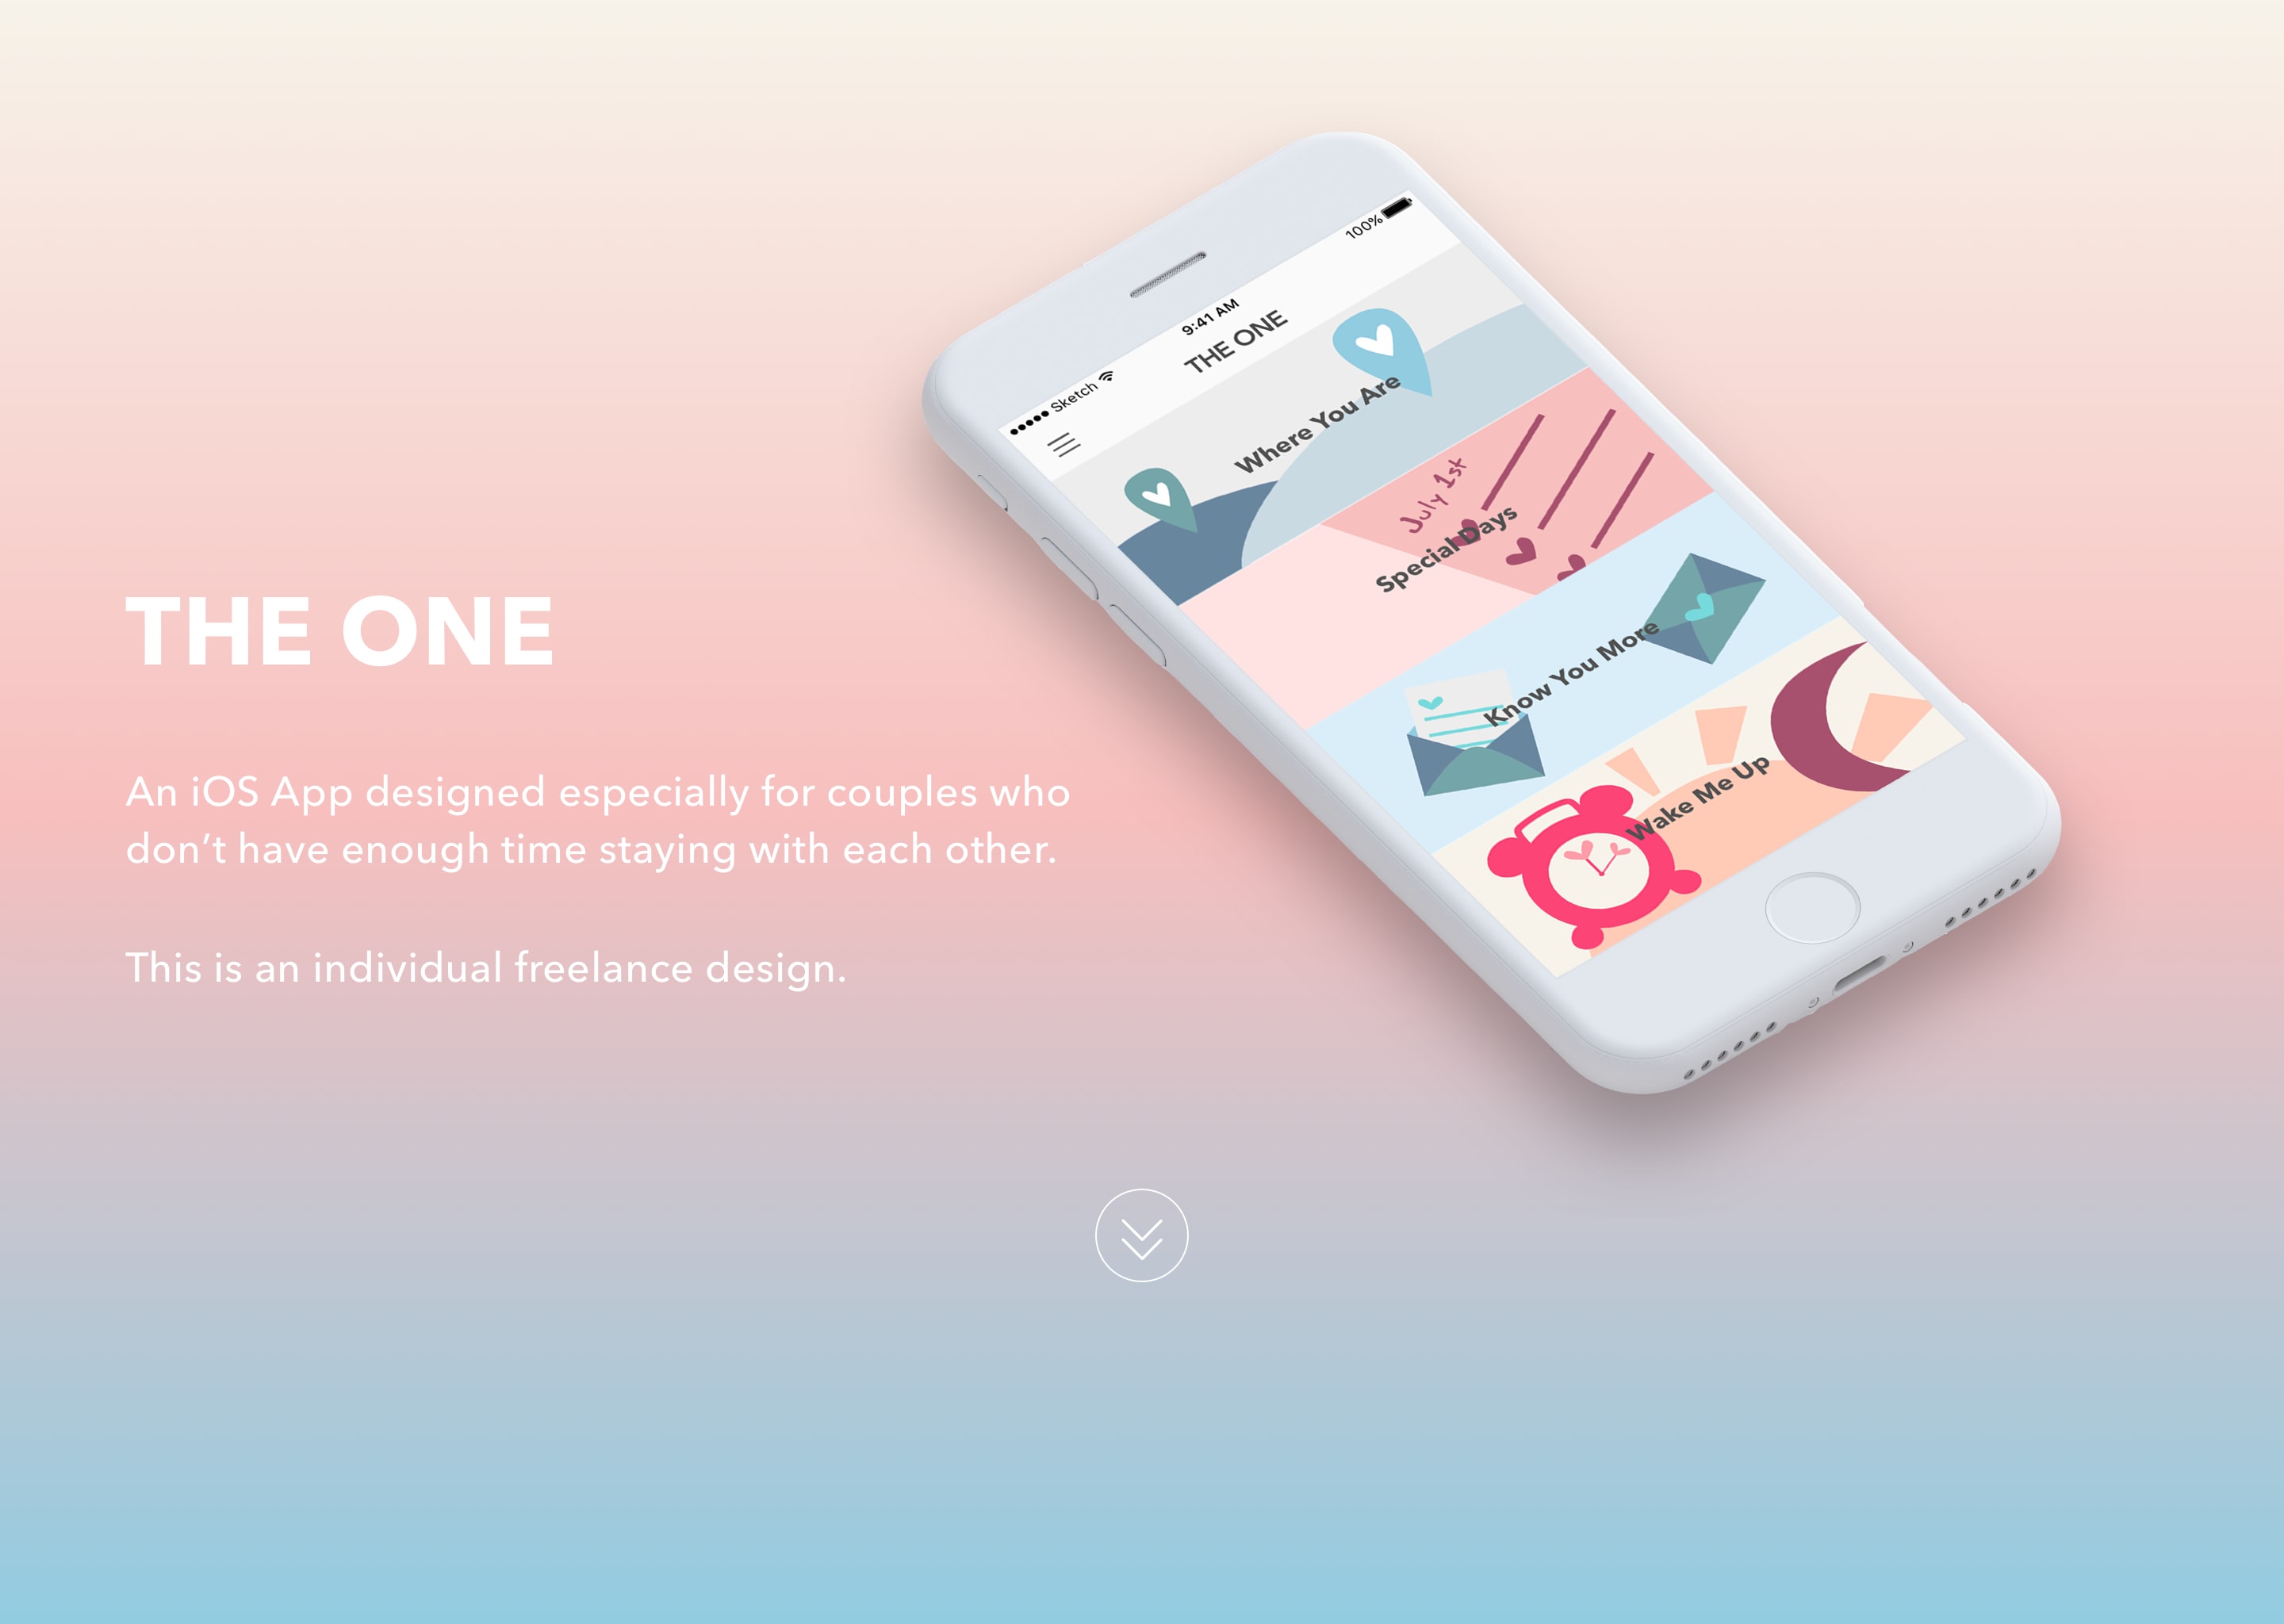 THE ONE
An iOS App designed especially for couples who
don’t have enough time staying with each other.
This is an individual freelance design.
●●●●● Sketch
9:41 AM
100%
THE ONE
Where You Are
July 1st
Special Days
Know You More
Wake Me Up